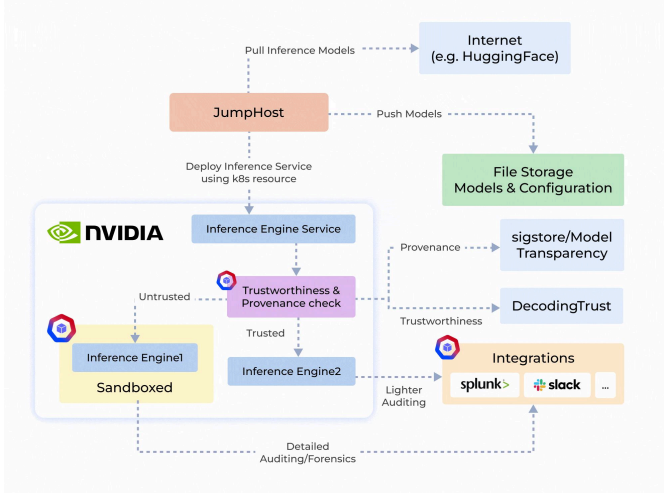 Internet
(e.g. HuggingFace)
Pull Inference Models
JumpHost
Push Models
File Storage
Models & Configuration
Deploy Inference Service
using k8s resource
NVIDIA
Inference Engine Service
Provenance
sigstore/Model
Transparency
Trustworthiness &
Provenance check
Untrusted
Trustworthiness
DecodingTrust
Trusted
Inference Engine1
Sandboxed
Inference Engine2
Lighter
Auditing
Integrations
splunk>
slack
...
Detailed
Auditing/Forensics